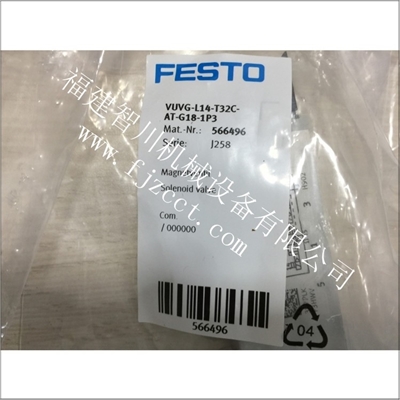 FESTO
VUVG-L14-T32C-
AT-G18-1P3
Mat.-Nr.: 566496
Serie: J258
Solenoid valve
Com.
/ 000000
566496
04
福建智川机械设备有限公司
www.fjzcct.com